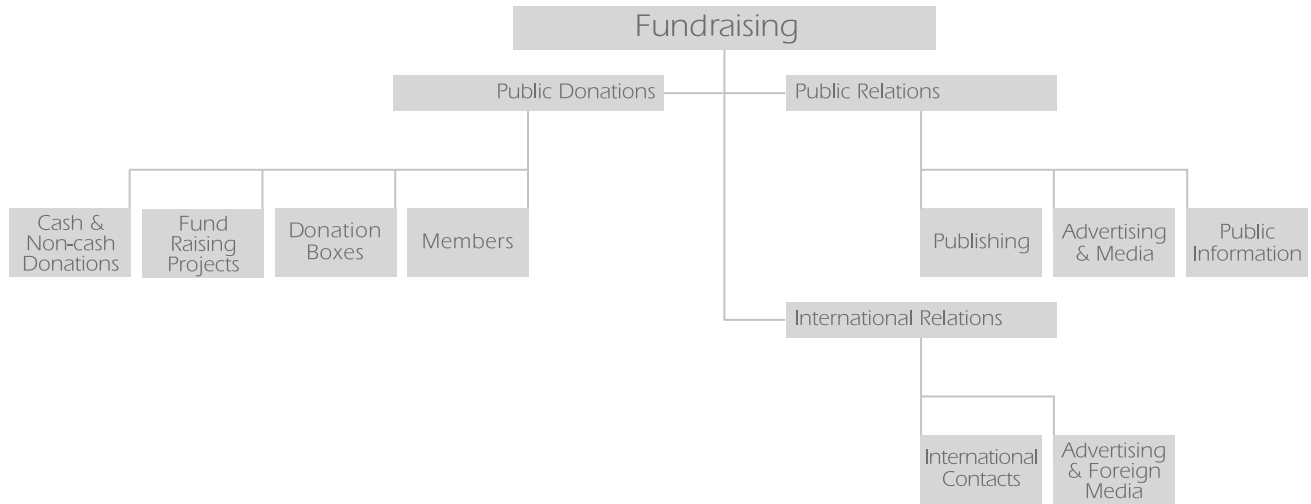 Fundraising
Public Donations
Public Relations
Cash &
Non-cash
Donations
Fund
Raising
Projects
Donation
Boxes
Members
Publishing
Advertising
& Media
Public
Information
International Relations
International
Contacts
Advertising
& Foreign
Media